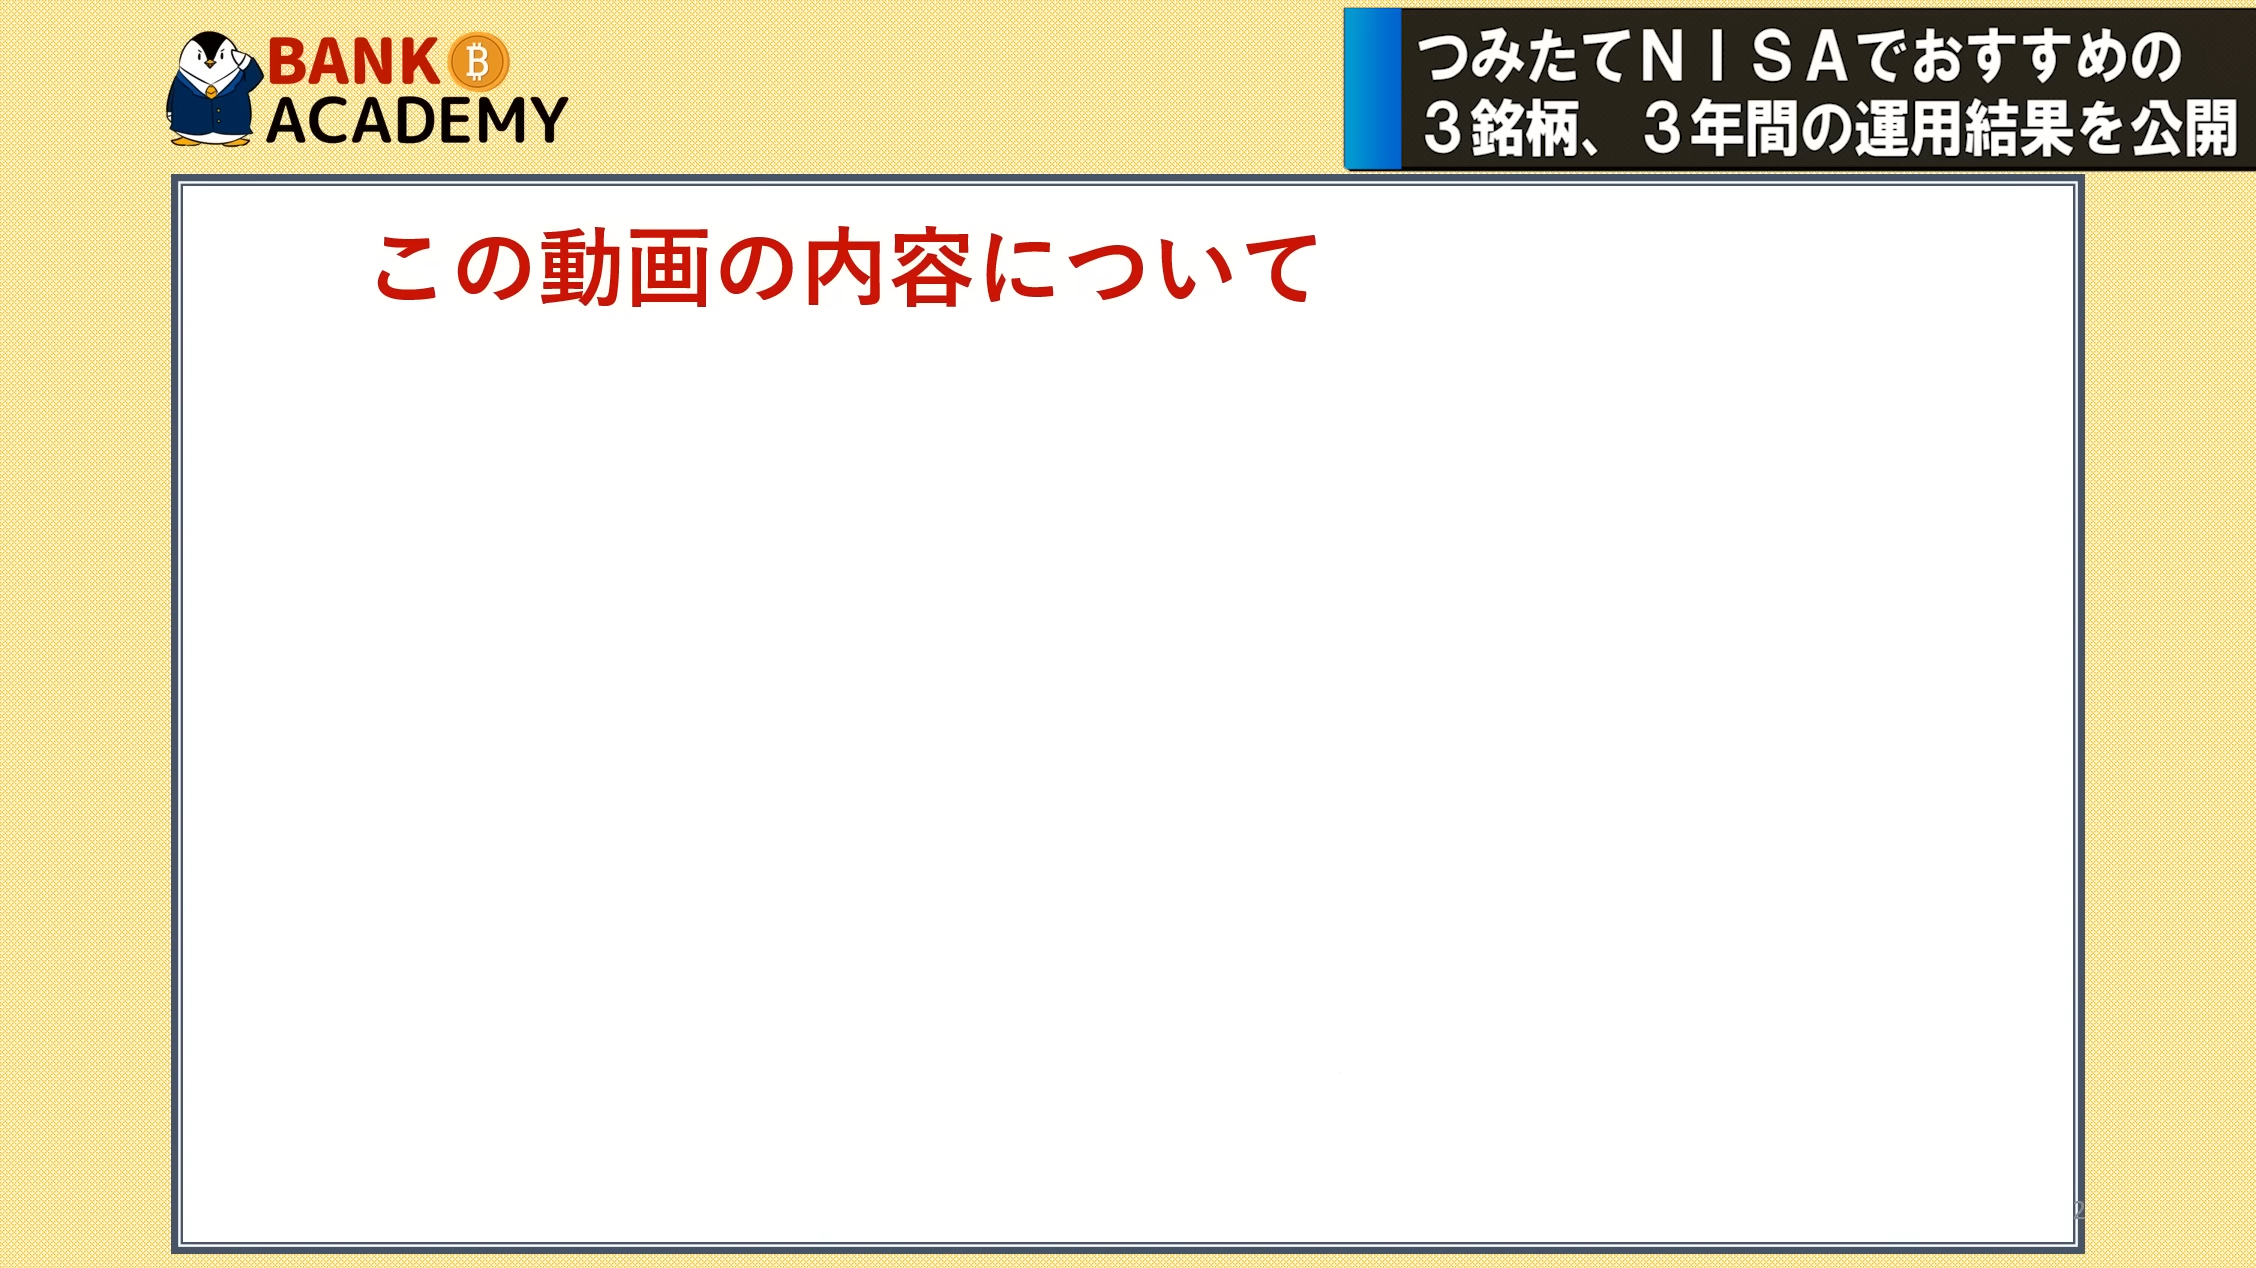 BANK
ACADEMY
つみたてＮＩＳＡでおすすめの
３銘柄、３年間の運用結果を公開
この動画の内容について
2